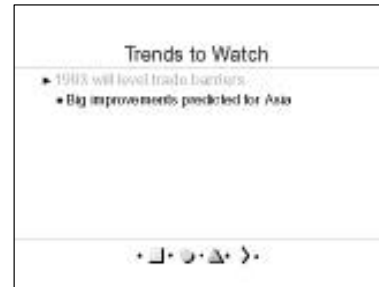 Trends to Watch
1993 will level trade barriers
Big improvements predicted for Asia